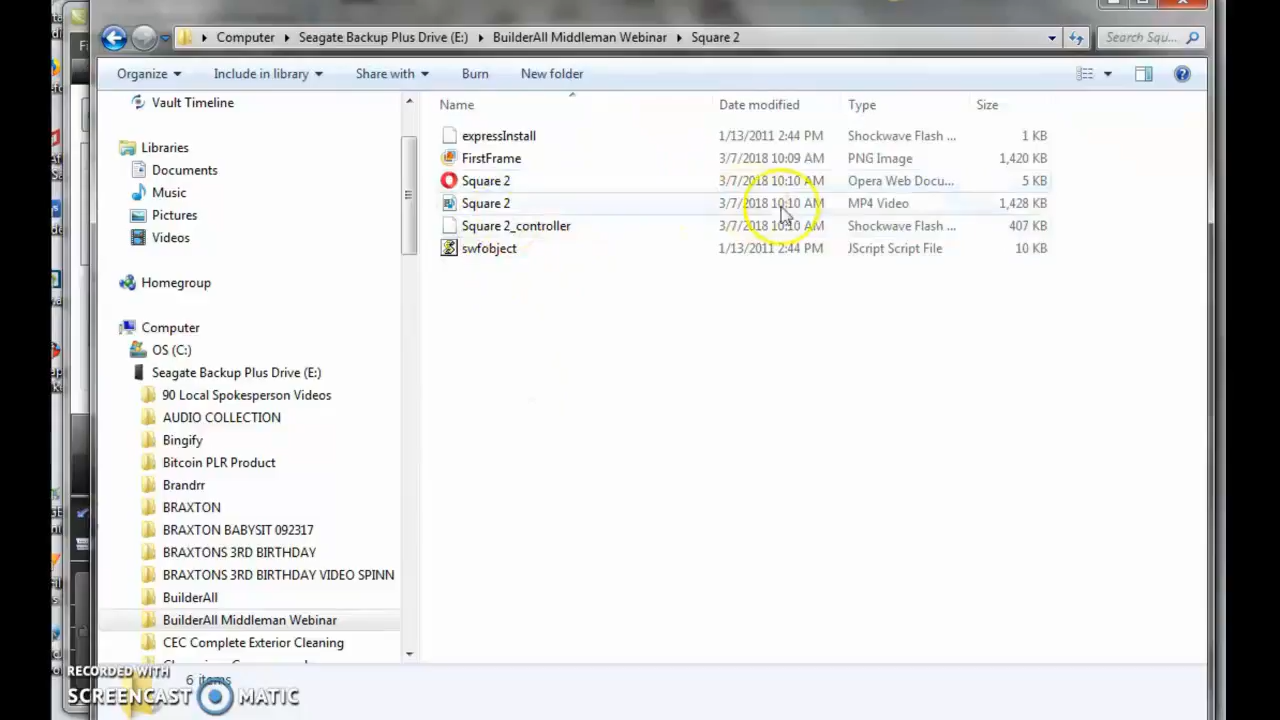 Computer Seagate Backup Plus Drive (E:) BuilderAll Middleman Webinar Square 2 Search Squ...
Organize Include in library Share with Burn New folder
Vault Timeline
Libraries
Documents
Music
Pictures
Videos
Homegroup
Computer
OS (C:)
Seagate Backup Plus Drive (E:)
90 Local Spokesperson Videos
AUDIO COLLECTION
Bingify
Bitcoin PLR Product
Brandrr
BRAXTON
BRAXTON BABYSIT 092317
BRAXTONS 3RD BIRTHDAY
BRAXTONS 3RD BIRTHDAY VIDEO SPINN
BuilderAll
BuilderAll Middleman Webinar
CEC Complete Exterior Cleaning
Name Date modified Type Size
expressInstall 1/13/2011 2:44 PM Shockwave Flash ... 1 KB
FirstFrame 3/7/2018 10:09 AM PNG Image 1,420 KB
Square 2 3/7/2018 10:10 AM Opera Web Docu... 5 KB
Square 2 3/7/2018 10:10 AM MP4 Video 1,428 KB
Square 2_controller 3/7/2018 10:10 AM Shockwave Flash ... 407 KB
swfobject 1/13/2011 2:44 PM JScript Script File 10 KB
6 items
RECORDED WITH
SCREENCAST MATIC